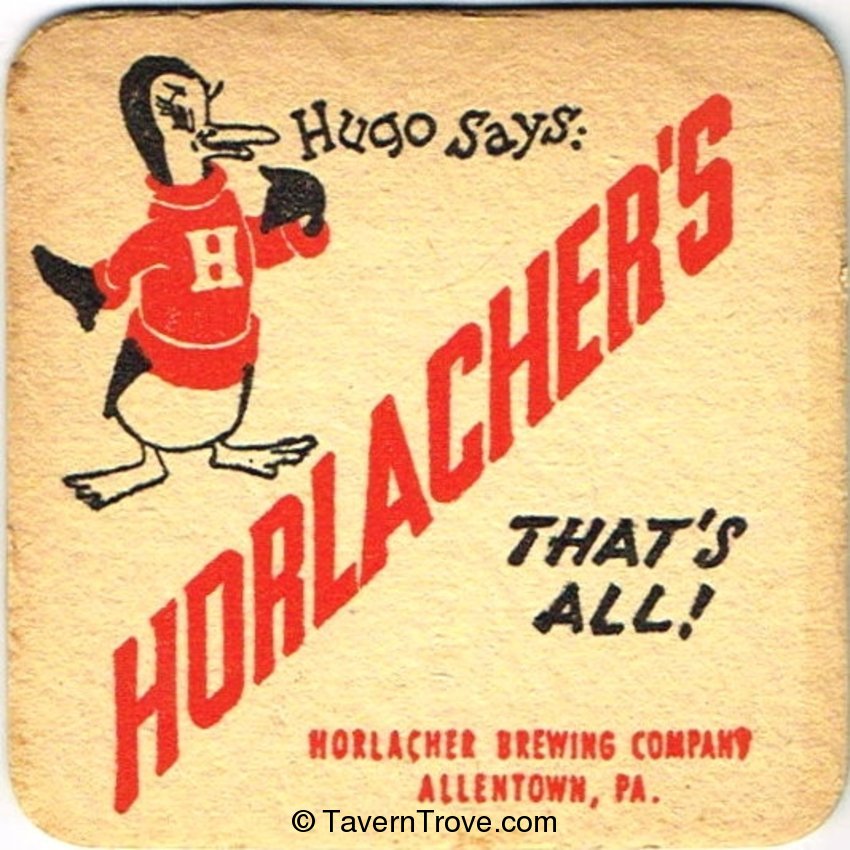 Hugo says:
H
HORLACHER'S
THAT'S
ALL!
HORLACHER BREWING COMPANY
ALLENTOWN, PA.
© TavernTrove.com